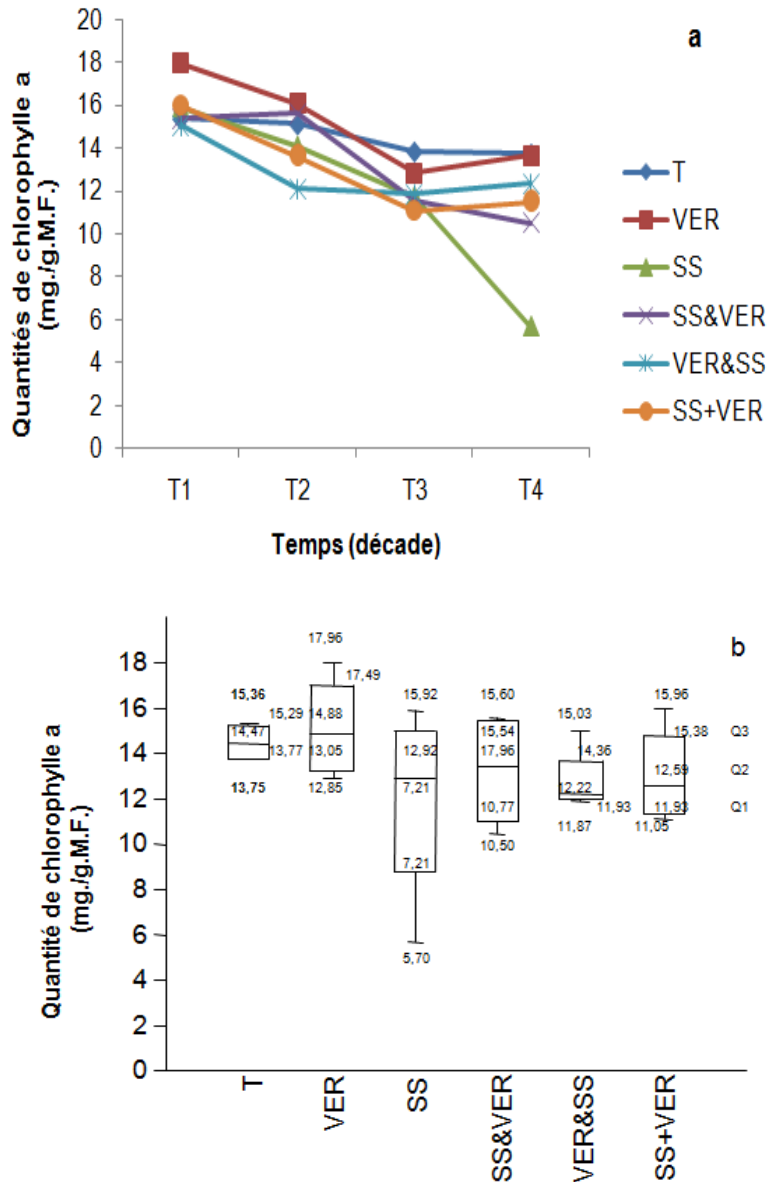 a
Quantités de chlorophylle a
(mg./g.M.F.)
20
18
16
14
12
10
8
6
4
2
0
T1 T2 T3 T4
Temps (décade)
T
VER
SS
SS&VER
VER&SS
SS+VER
b
Quantité de chlorophylle a
(mg./g.M.F.)
18
16
14
12
10
8
6
4
2
0
15,36
15,29
14,47
13,77
13,75
17,96
17,49
14,88
13,05
12,85
15,92
12,92
7,21
7,21
5,70
15,60
15,54
17,96
10,77
10,50
15,03
14,36
12,22
11,93
11,87
15,96
15,38
12,59
11,93
11,05
Q3
Q2
Q1
T
VER
SS
SS&VER
VER&SS
SS+VER